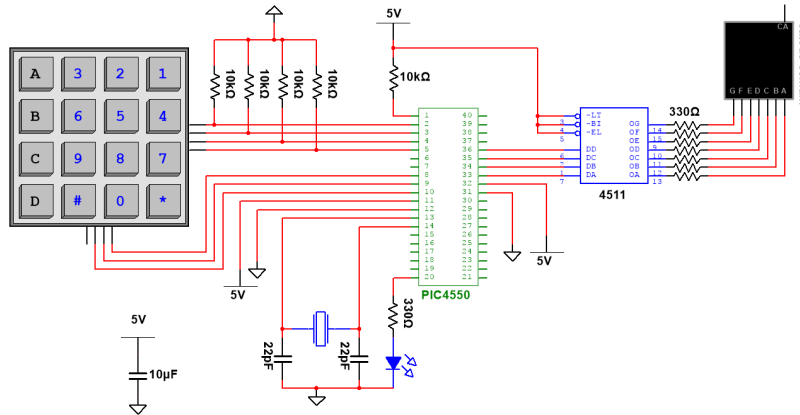 5V
CA
A 3 2 1
10kΩ 10kΩ 10kΩ 10kΩ
10kΩ
G F E D C B A
B 6 5 4
330Ω
1 40
2 39
3 38
4 37
5 36
6 35
7 34
8 33
9 32
10 31
11 30
12 29
13 28
14 27
15 26
16 25
17 24
18 23
19 22
20 21
~LT
~BI
~EL
DD
DC
DB
DA
3
4
5
6
2
1
7
OG
OF
OE
OD
OC
OB
OA
14
15
9
10
11
12
13
C 9 8 7
D # 0 *
4511
5V
5V
PIC4550
330Ω
5V
22pF
22pF
10µF